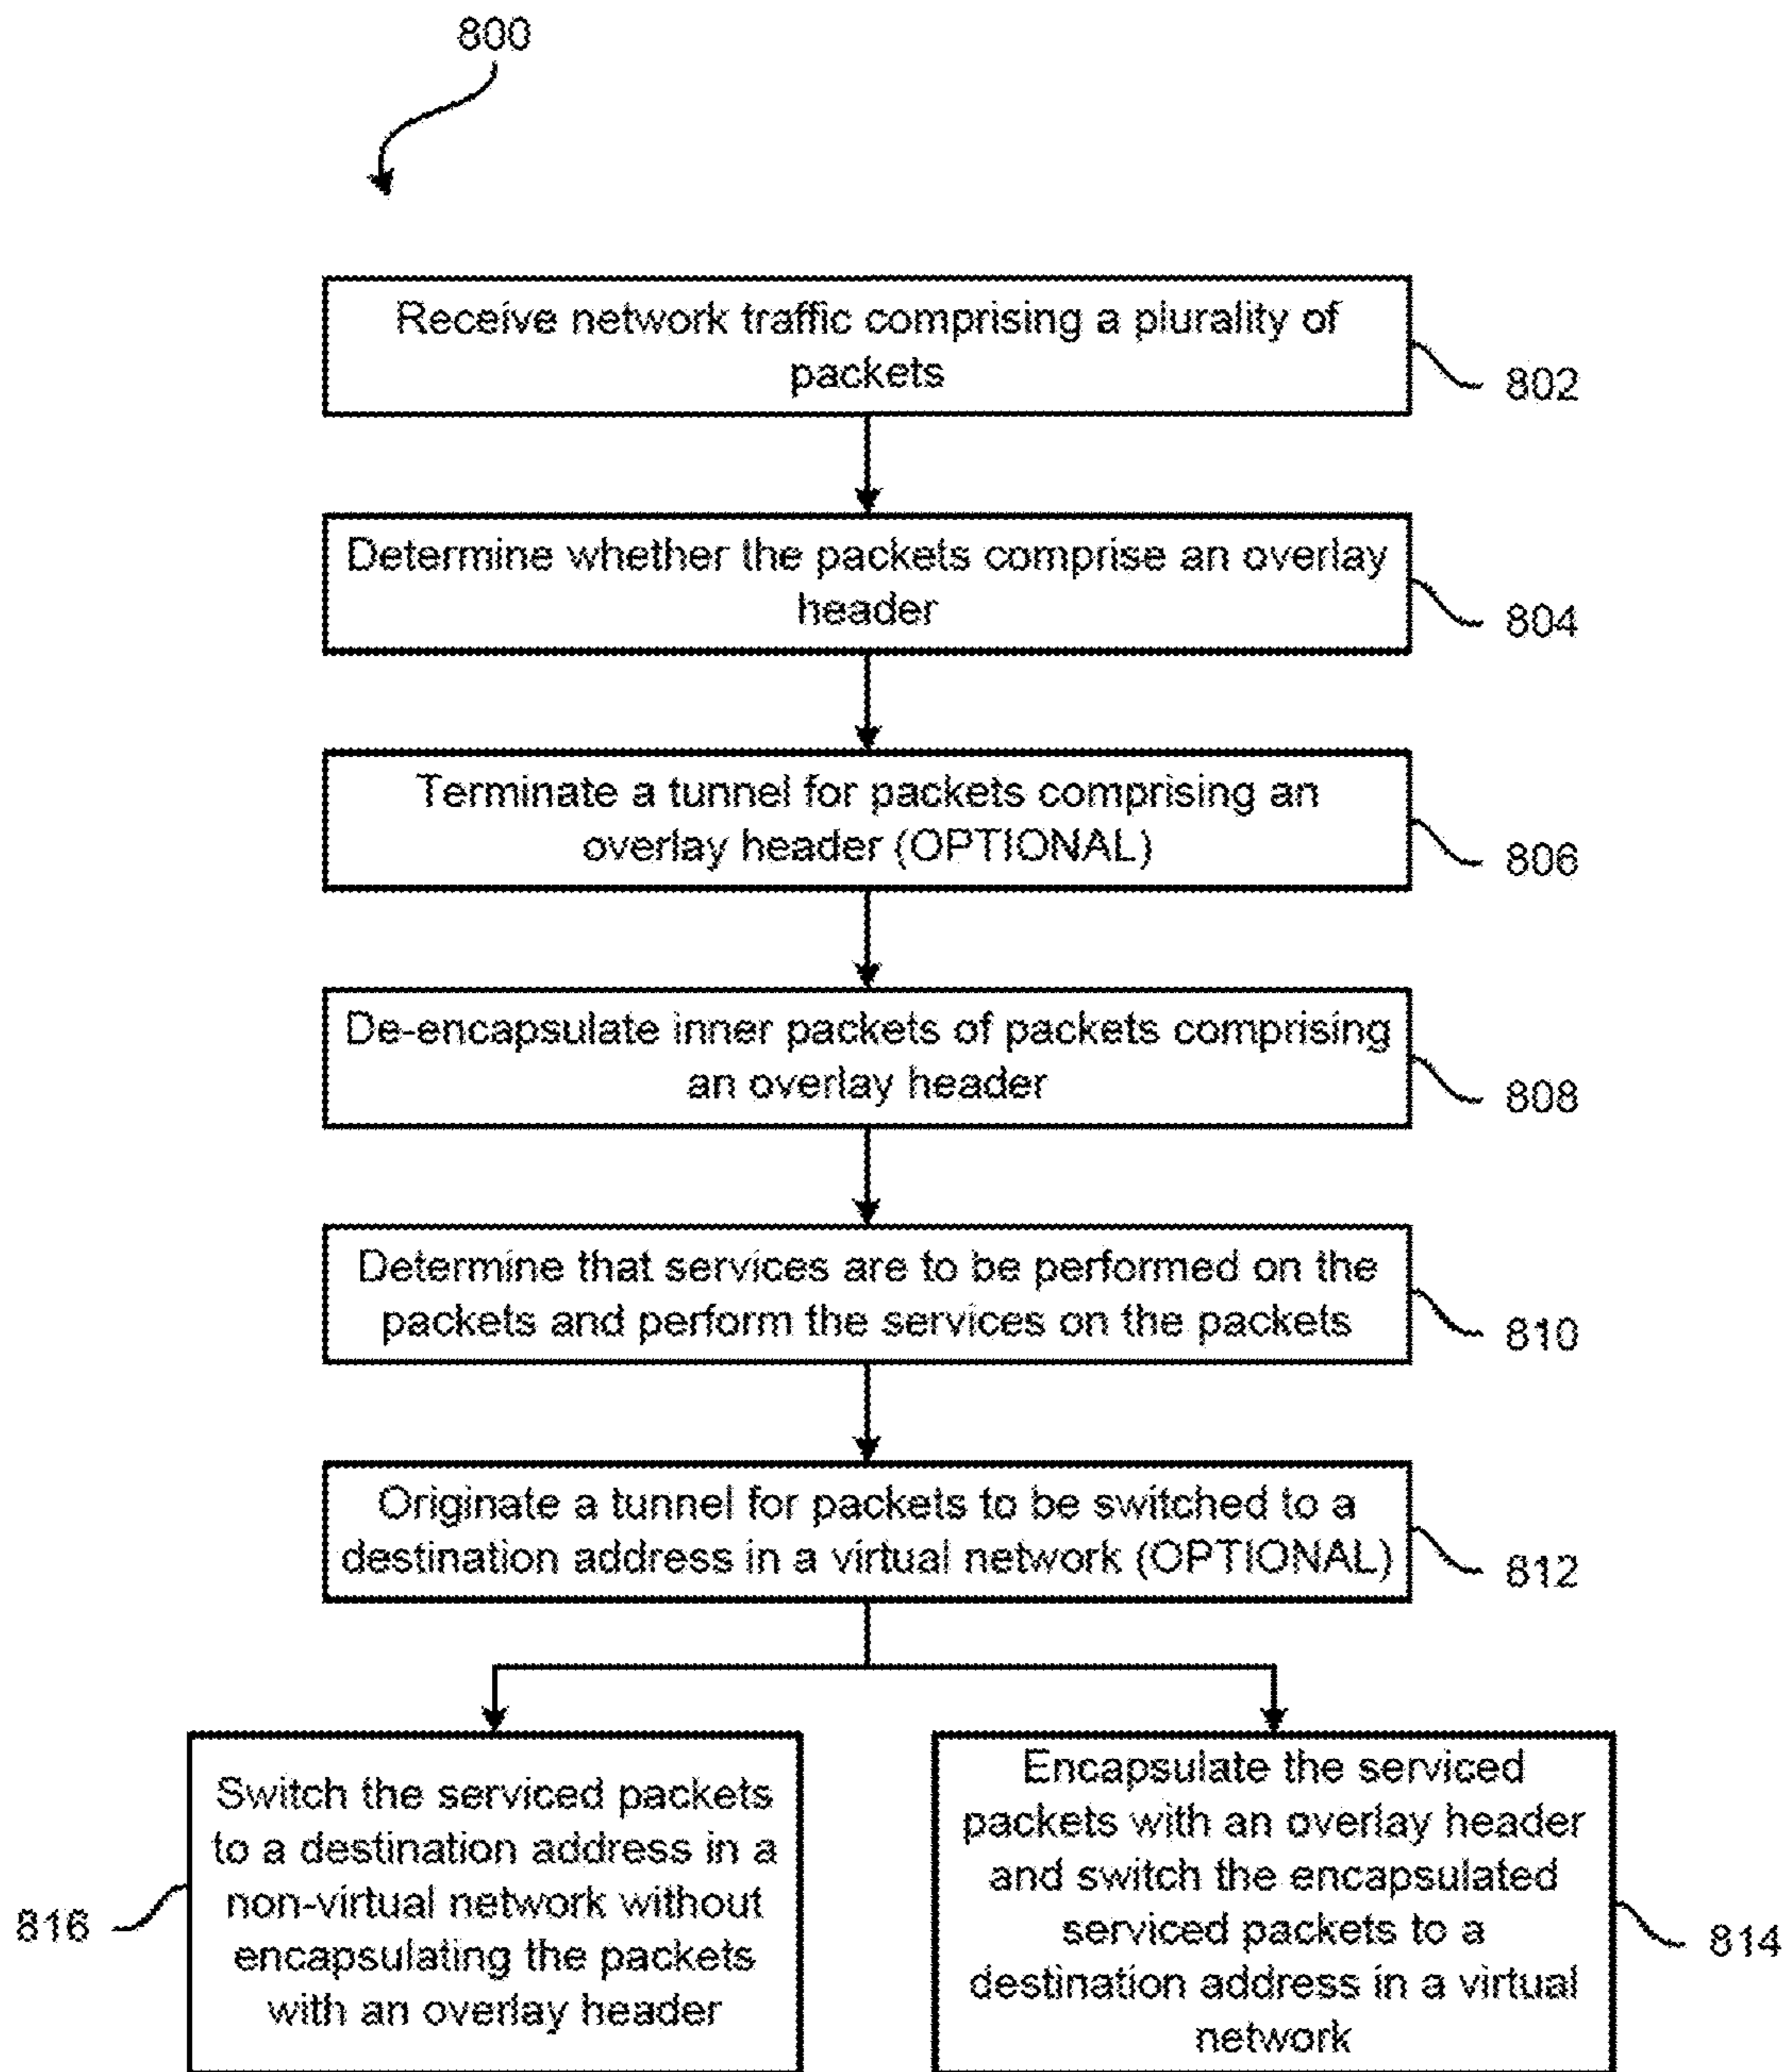 800
Receive network traffic comprising a plurality of
packets
802
Determine whether the packets comprise an overlay
header
804
Terminate a tunnel for packets comprising an
overlay header (OPTIONAL)
806
De-encapsulate inner packets of packets comprising
an overlay header
808
Determine that services are to be performed on the
packets and perform the services on the packets
810
Originate a tunnel for packets to be switched to a
destination address in a virtual network (OPTIONAL)
812
Switch the serviced packets
to a destination address in a
non-virtual network without
encapsulating the packets
with an overlay header
816
Encapsulate the serviced
packets with an overlay header
and switch the encapsulated
serviced packets to a
destination address in a virtual
network
814